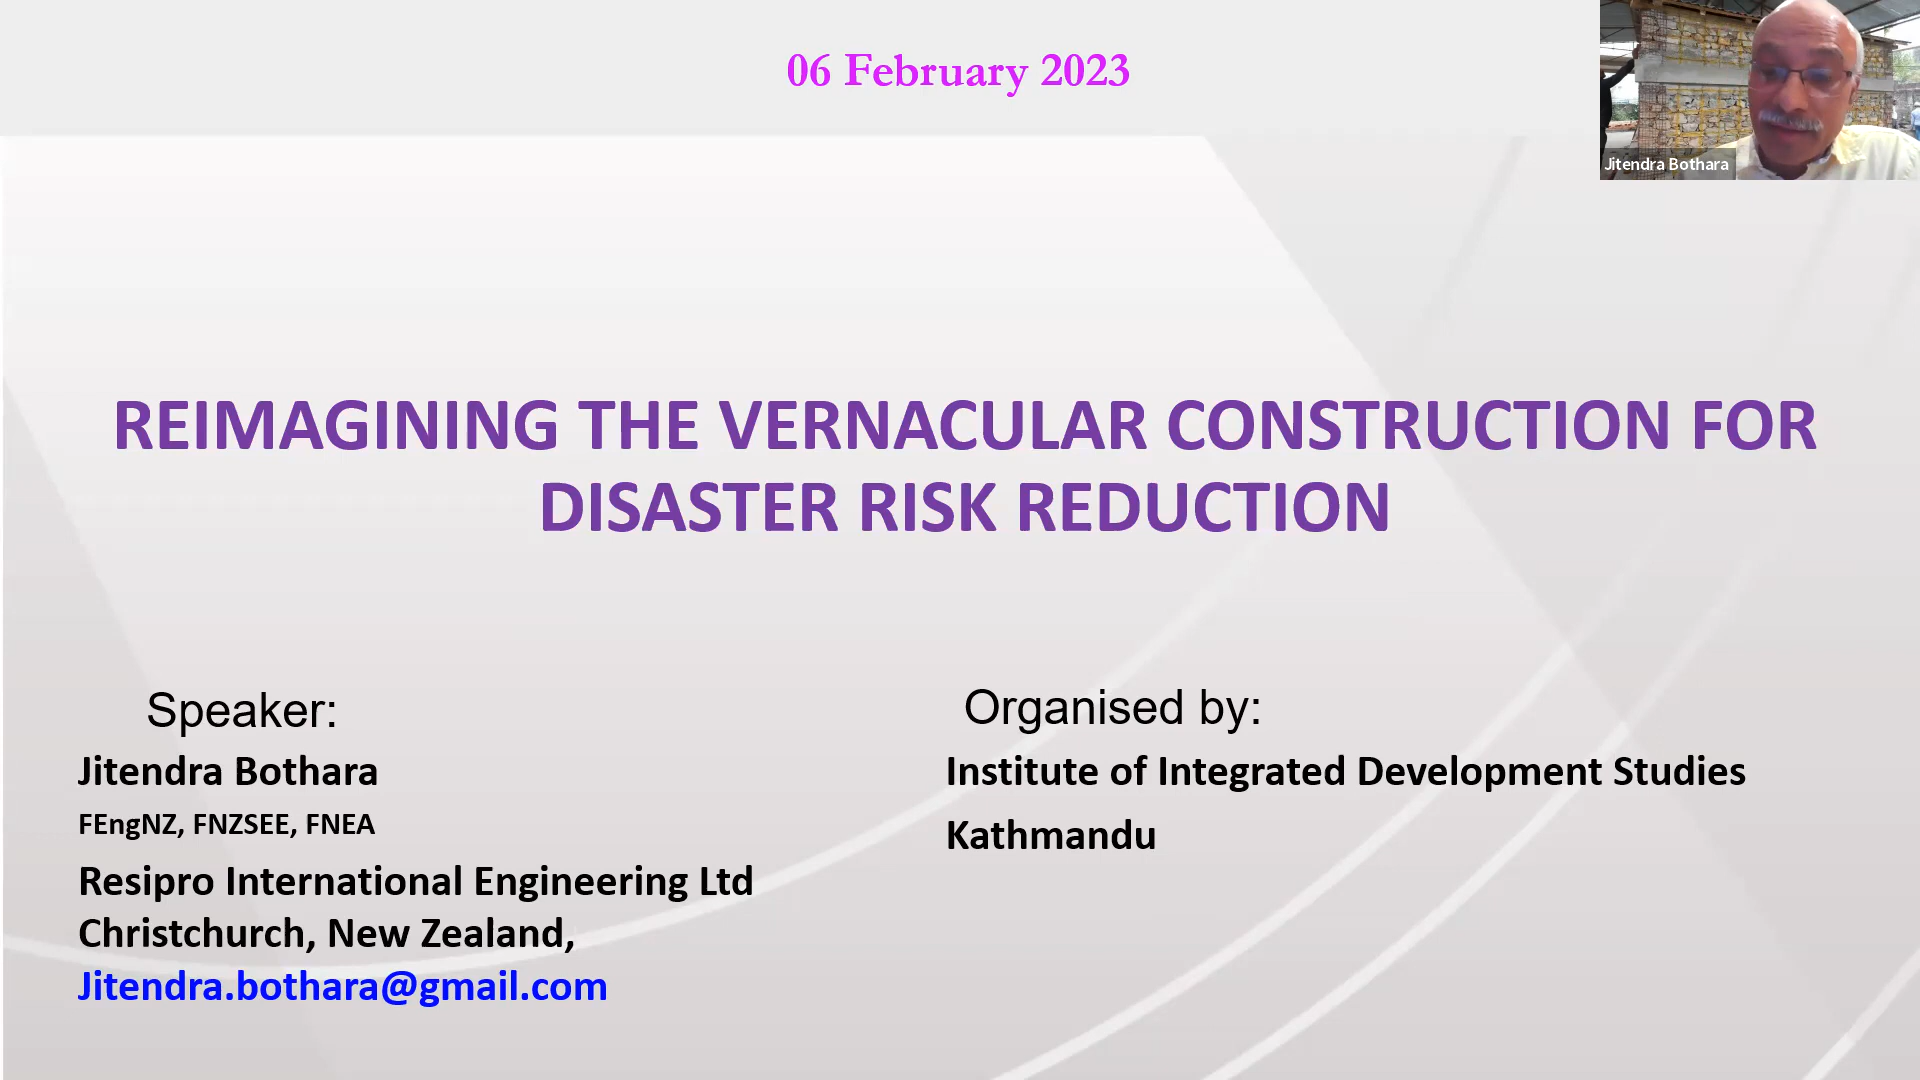 06 February 2023
Jitendra Bothara
REIMAGINING THE VERNACULAR CONSTRUCTION FOR
DISASTER RISK REDUCTION
Speaker:
Jitendra Bothara
FEngNZ, FNZSEE, FNEA
Resipro International Engineering Ltd
Christchurch, New Zealand,
Jitendra.bothara@gmail.com
Organised by:
Institute of Integrated Development Studies
Kathmandu